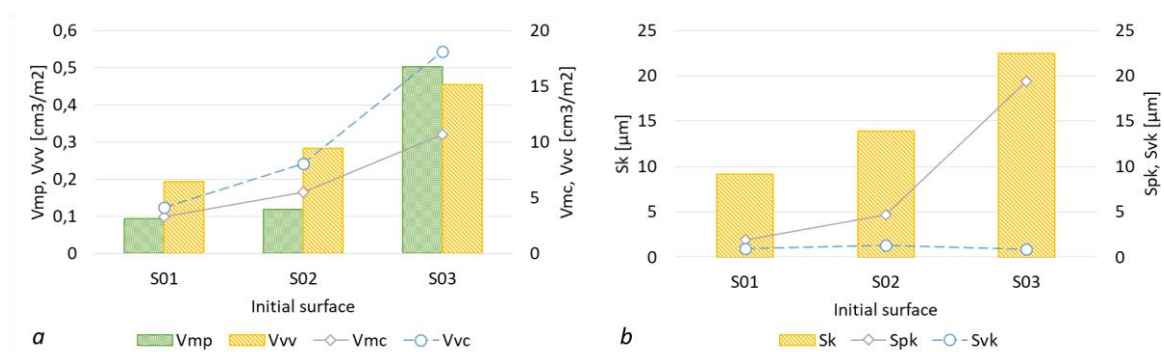 Vmp, Vvv [cm3/m2]
0,6
0,5
0,4
0,3
0,2
0,1
0
20
15
10
5
0
Vmc, Vvc [cm3/m2]
S01 S02 S03
Initial surface
a Vmp Vvv Vmc Vvc
Sk [µm]
25
20
15
10
5
0
25
20
15
10
5
0
Spk, Svk [µm]
S01 S02 S03
Initial surface
b Sk Spk Svk